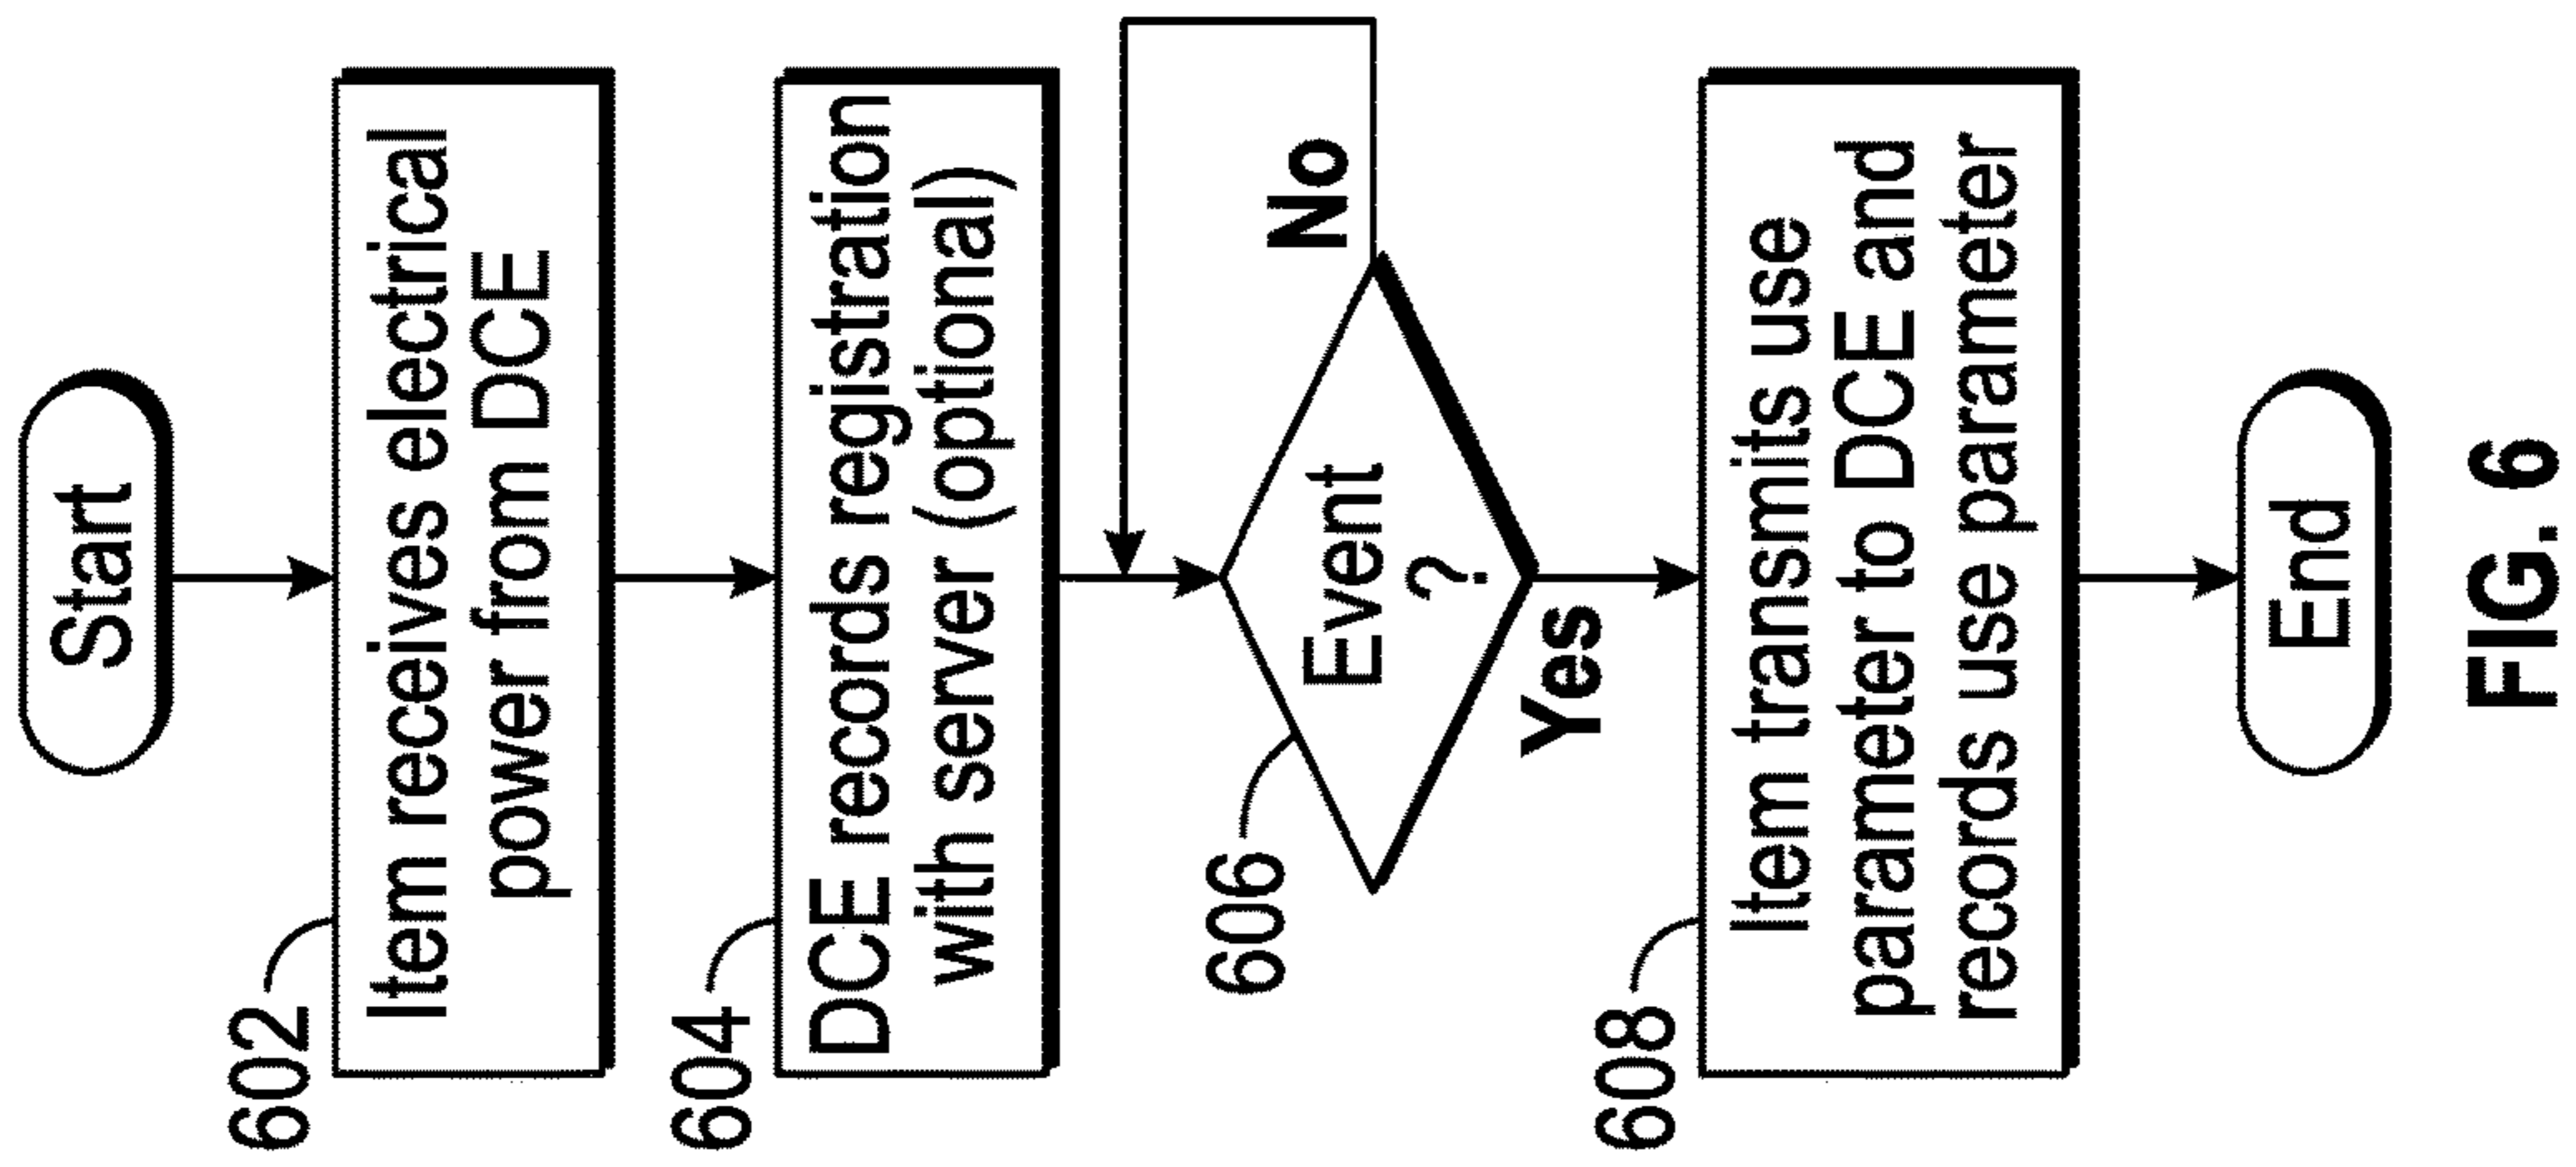 Start
602
Item receives electrical
power from DCE
604
DCE records registration
with server (optional)
606
Event
?
No
Yes
608
Item transmits use
parameter to DCE and
records use parameter
End
FIG. 6